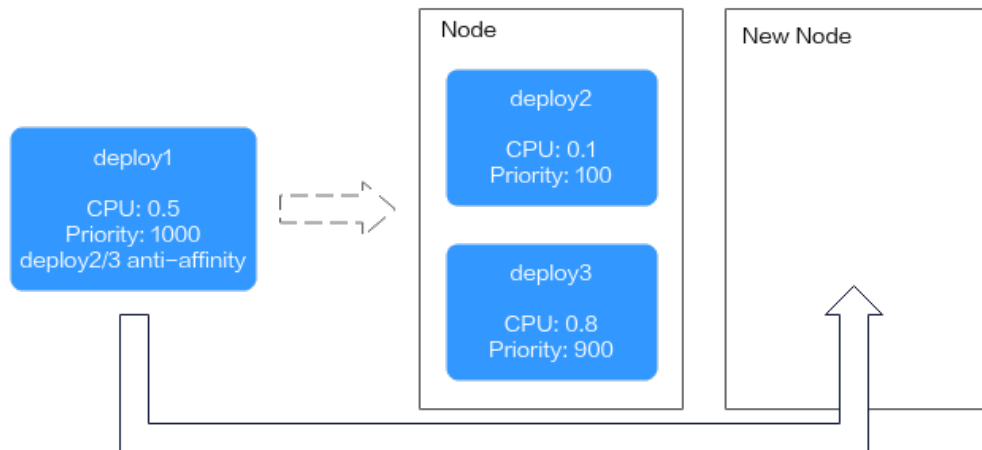 deploy1
CPU: 0.5
Priority: 1000
deploy2/3 anti-affinity
Node
deploy2
CPU: 0.1
Priority: 100
deploy3
CPU: 0.8
Priority: 900
New Node